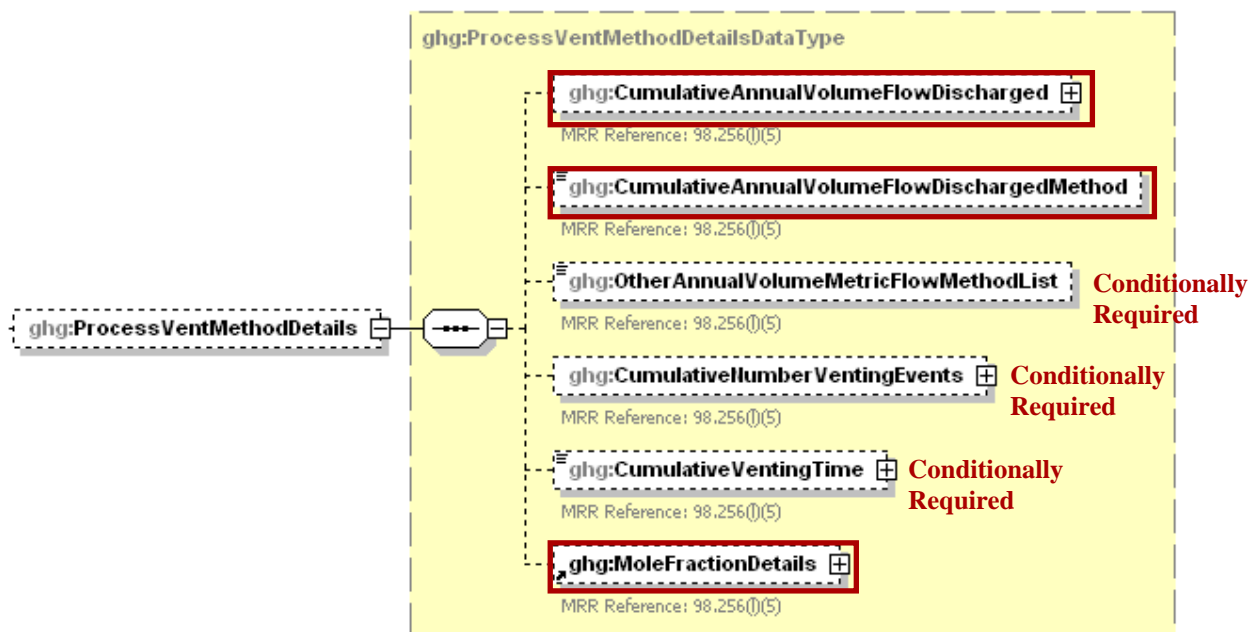 ghg:ProcessVentMethodDetailsDataType
ghg:CumulativeAnnualVolumeFlowDischarged
MRR Reference: 98.256(l)(5)
ghg:CumulativeAnnualVolumeFlowDischargedMethod
MRR Reference: 98.256(l)(5)
ghg:OtherAnnualVolumeMetricFlowMethodList
Conditionally
Required
MRR Reference: 98.256(l)(5)
ghg:ProcessVentMethodDetails
ghg:CumulativeNumberVentingEvents
Conditionally
Required
MRR Reference: 98.256(l)(5)
ghg:CumulativeVentingTime
Conditionally
Required
MRR Reference: 98.256(l)(5)
ghg:MoleFractionDetails
MRR Reference: 98.256(l)(5)